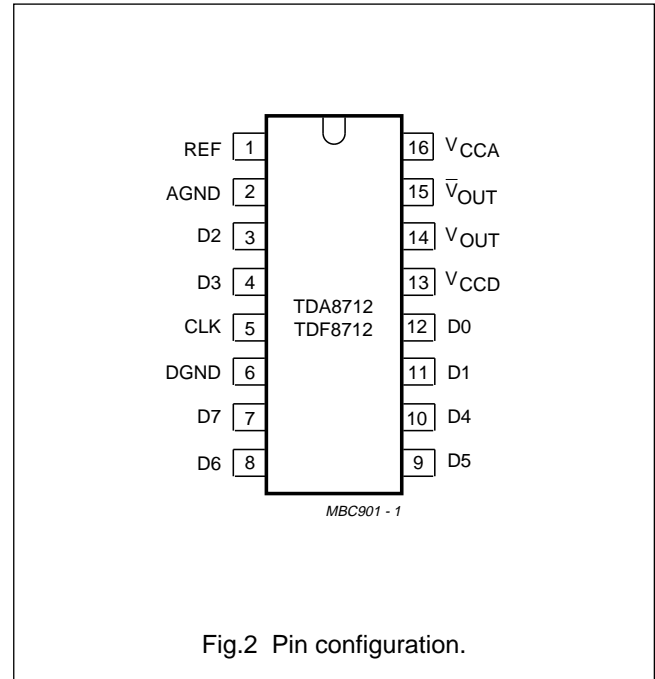 REF 1 16 VCCA
AGND 2 15 V̅OUT
D2 3 14 VOUT
D3 4 13 VCCD
TDA8712
TDF8712
CLK 5 12 D0
DGND 6 11 D1
D7 7 10 D4
D6 8 9 D5
MBC901 - 1
Fig.2 Pin configuration.